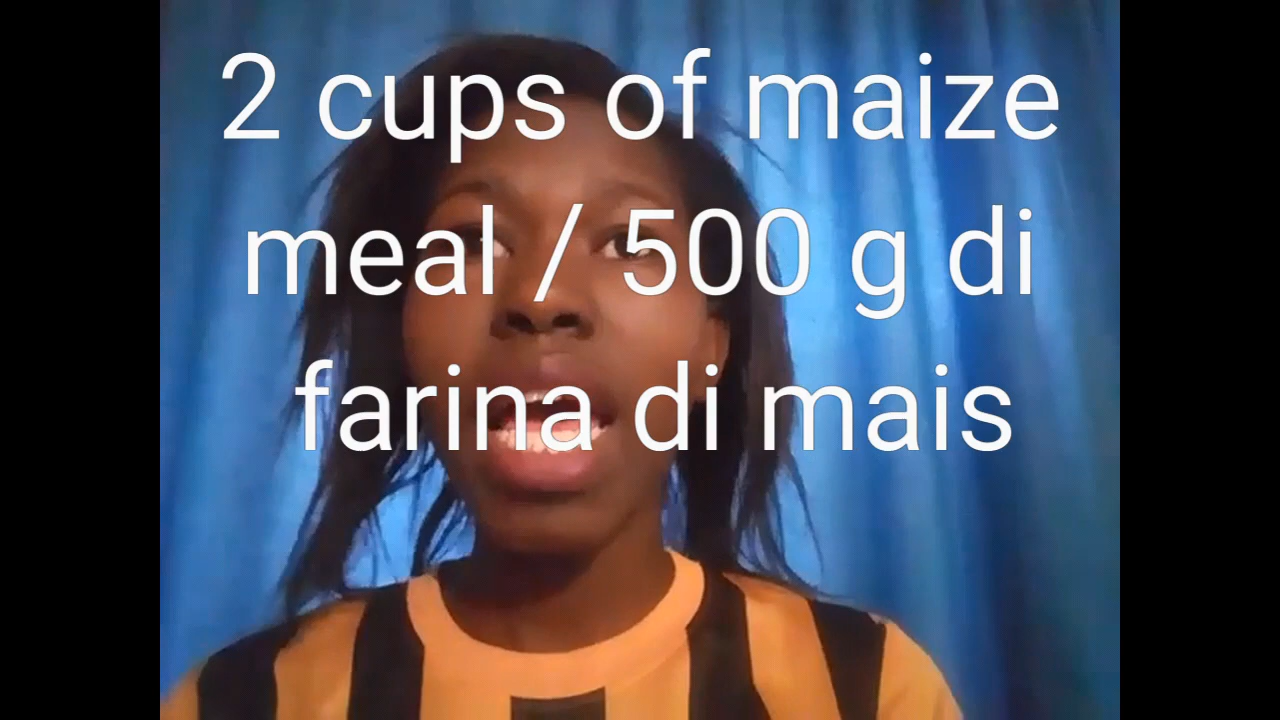 2 cups of maize
meal / 500 g di
farina di mais